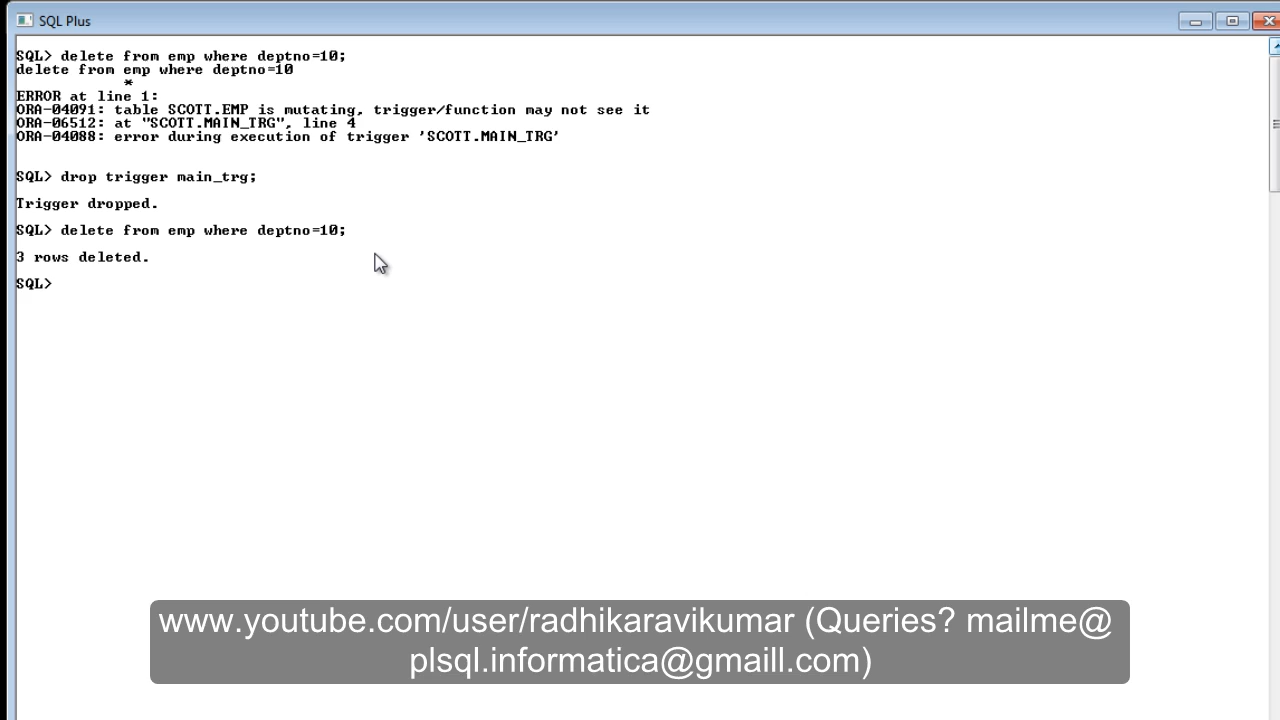 SQL Plus
SQL> delete from emp where deptno=10;
delete from emp where deptno=10
*
ERROR at line 1:
ORA-04091: table SCOTT.EMP is mutating, trigger/function may not see it
ORA-06512: at "SCOTT.MAIN_TRG", line 4
ORA-04088: error during execution of trigger 'SCOTT.MAIN_TRG'
SQL> drop trigger main_trg;
Trigger dropped.
SQL> delete from emp where deptno=10;
3 rows deleted.
SQL>
www.youtube.com/user/radhikaravikumar (Queries? mailme@
plsql.informatica@gmaill.com)